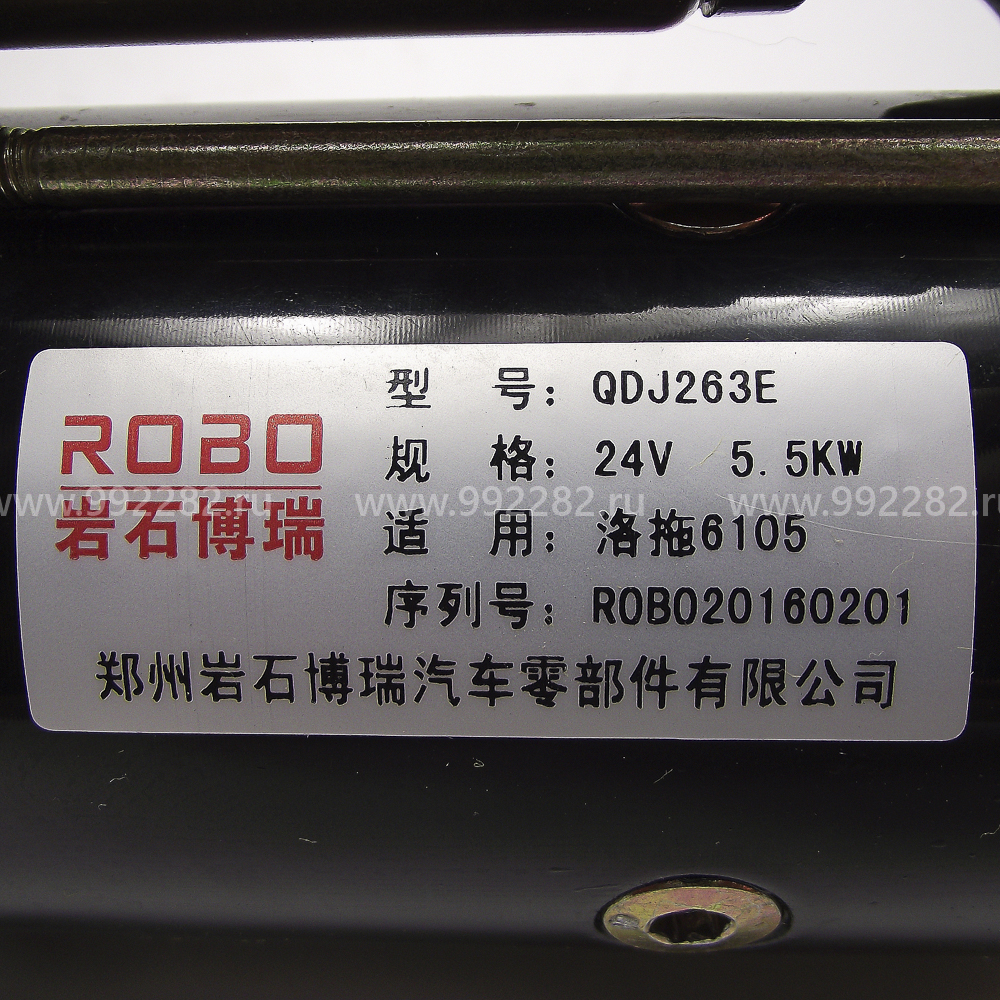 ROBO
岩石博瑞
型 号: QDJ263E
规 格: 24V 5.5KW
适 用: 洛拖6105
序列号: ROBO20160201
郑州岩石博瑞汽车零部件有限公司
www.992282.ru www.992282.ru www.992282.ru